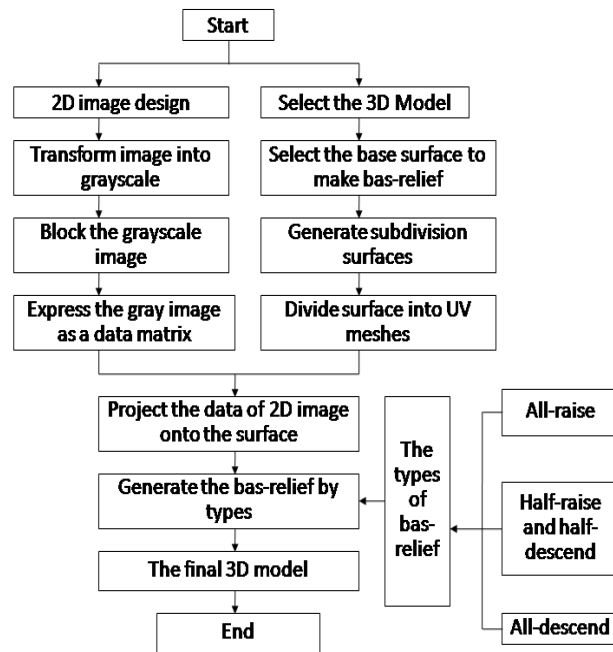 Start
2D image design
Select the 3D Model
Transform image into
grayscale
Select the base surface to
make bas-relief
Block the grayscale
image
Generate subdivision
surfaces
Express the gray image
as a data matrix
Divide surface into UV
meshes
Project the data of 2D image
onto the surface
Generate the bas-relief by
types
The final 3D model
End
The
types
of
bas-
relief
All-raise
Half-raise
and half-
descend
All-descend